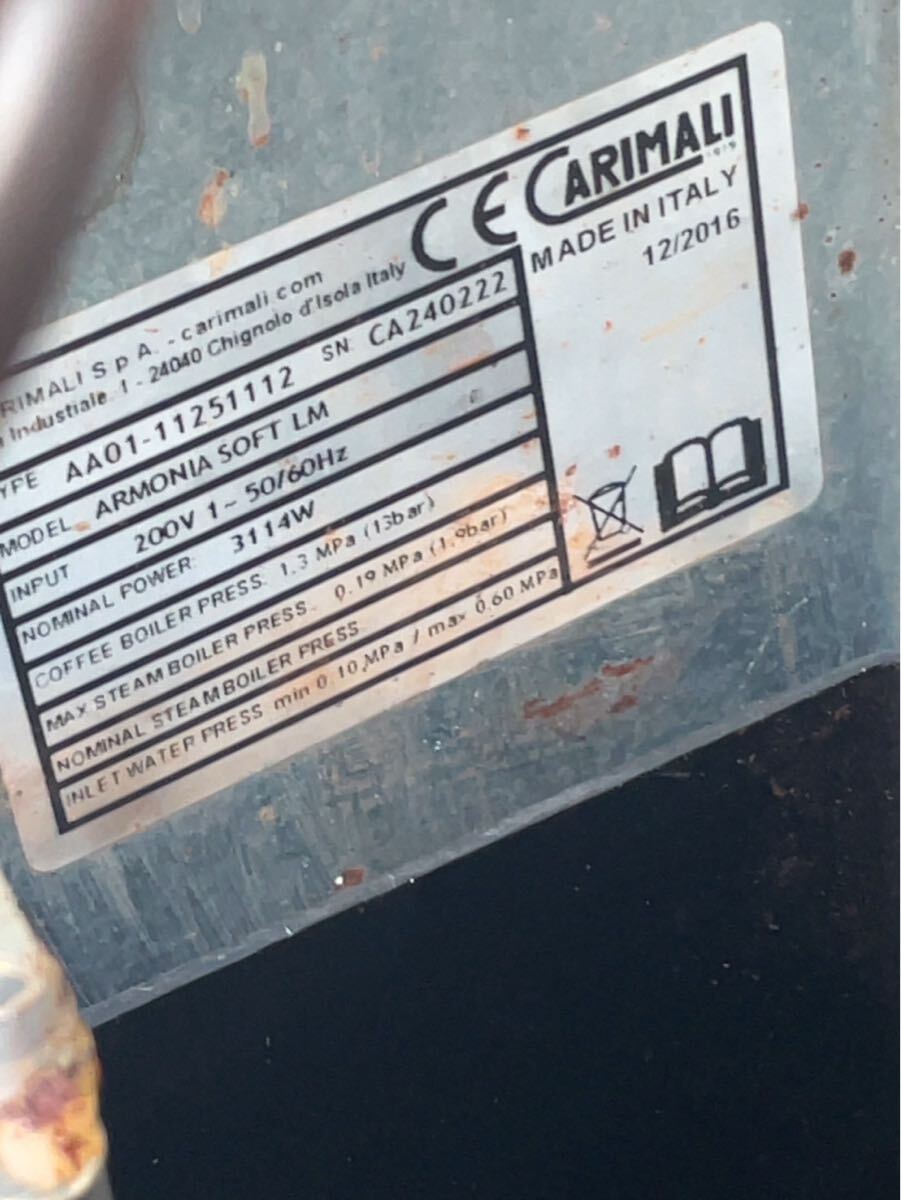 CE CARIMALI
1919
RIMALI S p A. - carimali.com
Industiale, 1 - 24040 Chignolo d'Isola Italy
MADE IN ITALY
12/2016
YPE AA01-11251112 SN: CA240222
MODEL ARMONIA SOFT LM
INPUT 200V 1~ 50/60Hz
NOMINAL POWER: 3114W
COFFEE BOILER PRESS: 1.3 MPa (13bar)
MAX STEAM BOILER PRESS: 0.19 MPa (1,9bar)
NOMINAL STEAM BOILER PRESS:
INLET WATER PRESS min 0.10 MPa / max 0.60 MPa